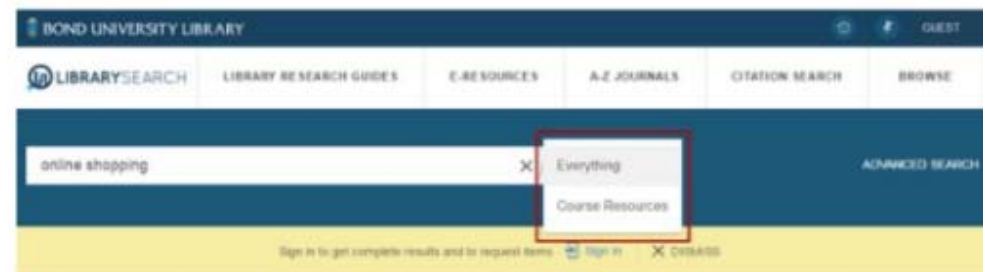 BOND UNIVERSITY LIBRARY GUEST
LIBRARYSEARCH LIBRARY RESEARCH GUIDES E-RESOURCES A-Z JOURNALS CITATION SEARCH BROWSE
online shopping Everything ADVANCED SEARCH
Course Resources
Sign in to get complete results and to request items Sign in DISMISS